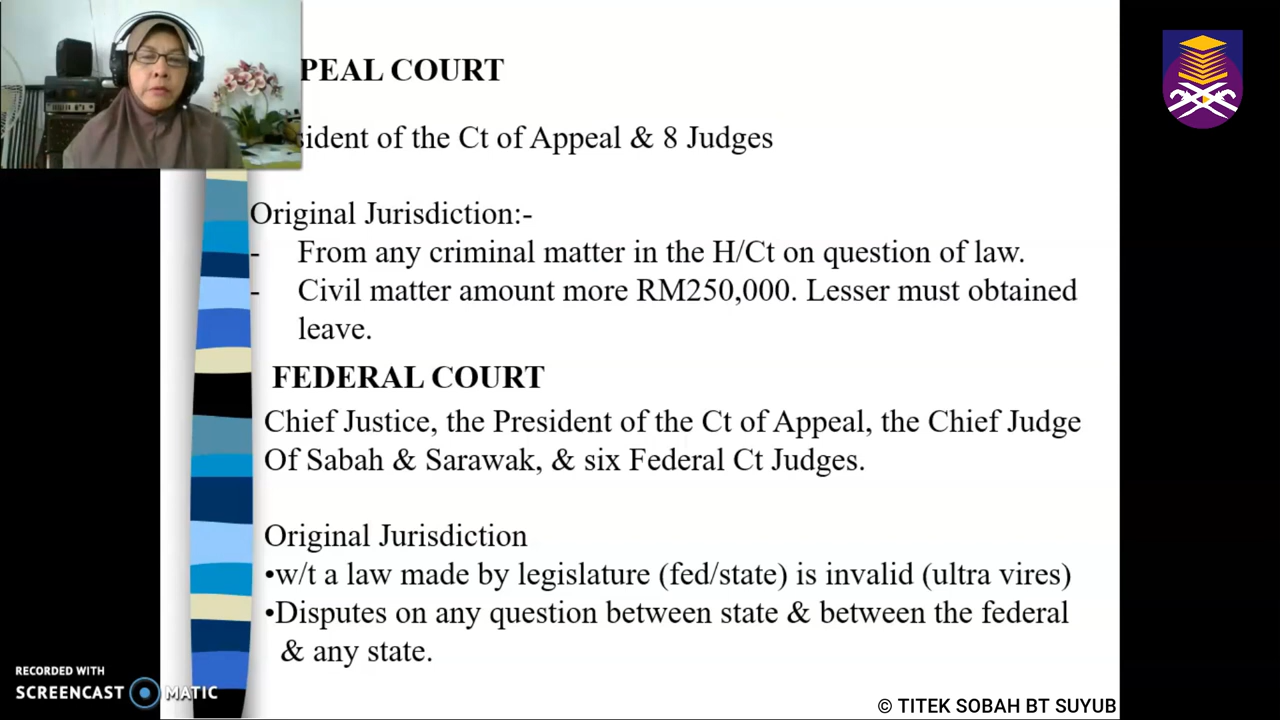 PEAL COURT
sident of the Ct of Appeal & 8 Judges
Original Jurisdiction:-
- From any criminal matter in the H/Ct on question of law.
- Civil matter amount more RM250,000. Lesser must obtained
leave.
FEDERAL COURT
Chief Justice, the President of the Ct of Appeal, the Chief Judge
Of Sabah & Sarawak, & six Federal Ct Judges.
Original Jurisdiction
•w/t a law made by legislature (fed/state) is invalid (ultra vires)
•Disputes on any question between state & between the federal
& any state.
RECORDED WITH
SCREENCAST MATIC
© TITEK SOBAH BT SUYUB